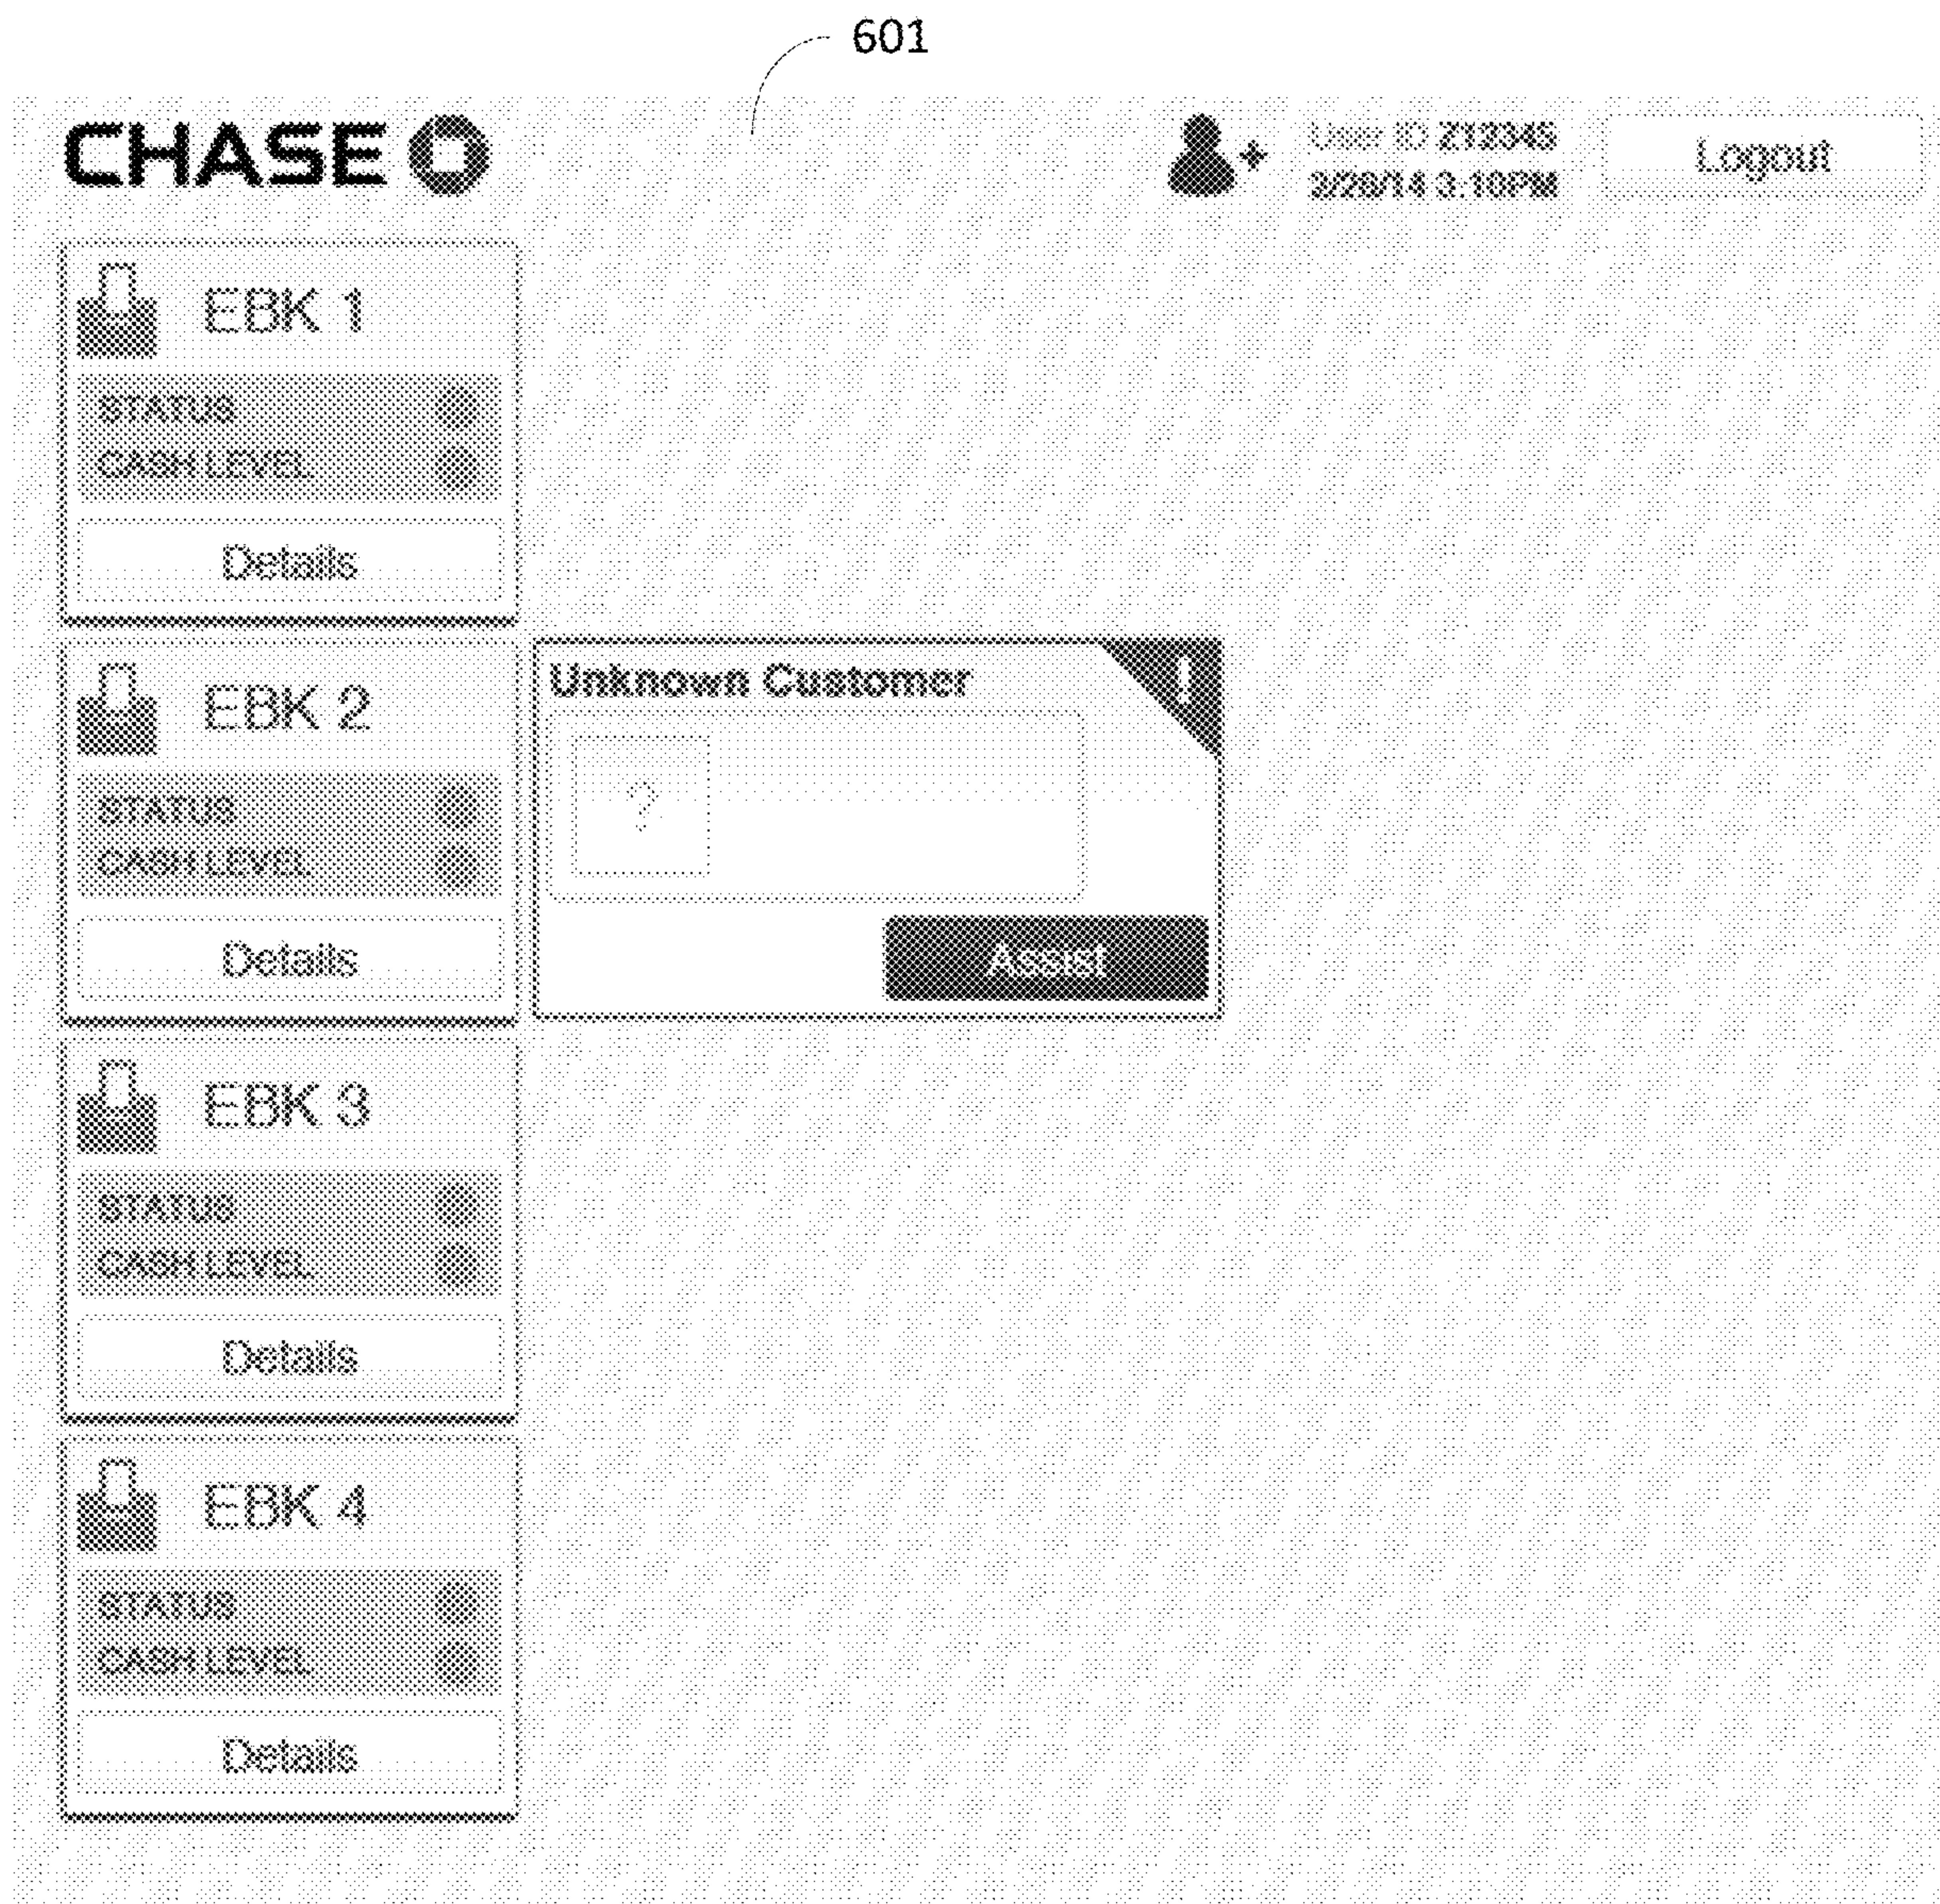 601
CHASE
User ID Z12345
2/28/14 3:10PM
Logout
EBK 1
STATUS
CASH LEVEL
Details
EBK 2
STATUS
CASH LEVEL
Details
Unknown Customer
!
?
Assist
EBK 3
STATUS
CASH LEVEL
Details
EBK 4
STATUS
CASH LEVEL
Details